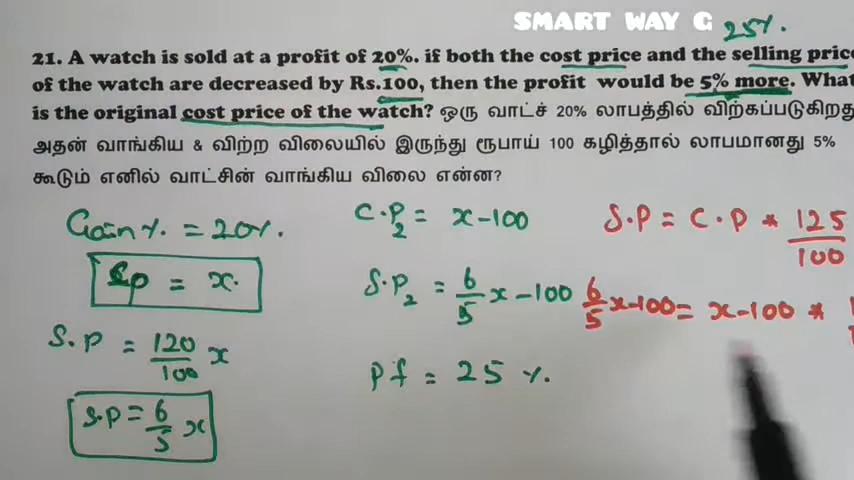 SMART WAY G
25%.
21. A watch is sold at a profit of 20%. if both the cost price and the selling price
of the watch are decreased by Rs.100, then the profit would be 5% more. What
is the original cost price of the watch? ஒரு வாட்ச் 20% லாபத்தில் விற்கப்படுகிறது
அதன் வாங்கிய & விற்ற விலையில் இருந்து ரூபாய் 100 கழித்தால் லாபமானது 5%
கூடும் எனில் வாட்சின் வாங்கிய விலை என்ன?
Gain % = 20%.
C.P₂ = x-100
S.P = C.P * 125/100
Cp = x.
S.P₂ = 6/5 x - 100
6/5 x-100 = x-100 *
S.P = 120/100 x
Pf = 25 %.
S.P = 6/5 x